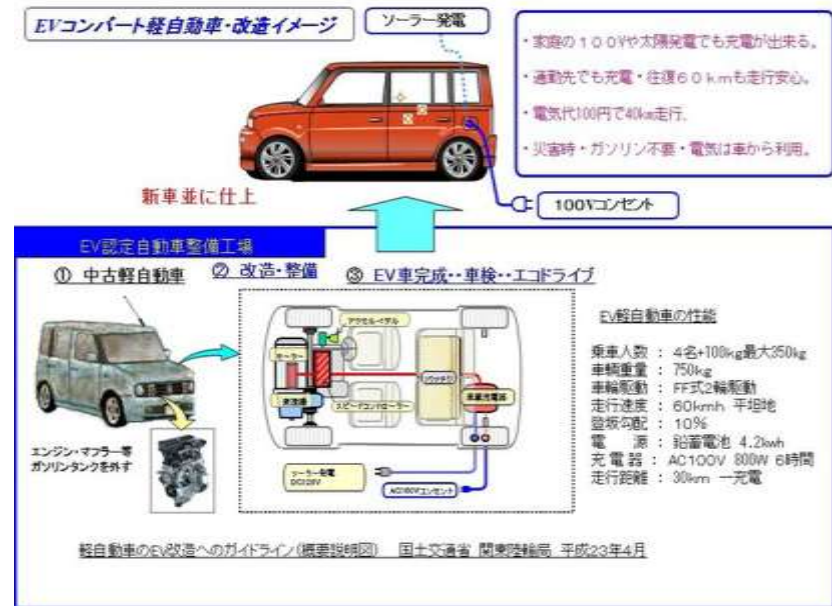 EVコンバート軽自動車・改造イメージ
ソーラー発電
・家庭の100Vや太陽発電でも充電が出来る。
・通勤先でも充電・往復60kmも走行安心。
・電気代100円で40km走行.
・災害時・ガソリン不要・電気は車から利用。
新車並に仕上
100Vコンセント
EV認定自動車整備工場
① 中古軽自動車
② 改造・整備
③ EV車完成・・車検・・エコドライブ
エンジン・マフラー等
ガソリンタンクを外す
アクセル・ペダル
モーター
変速機
スピードコントローラー
バッテリー
車載充電器
ソーラー発電
DC120V
AC100Vコンセント
EV軽自動車の性能
乗車人数 : 4名+100kg最大350kg
車輌重量 : 750kg
車輪駆動 : FF式2輪駆動
走行速度 : 60kmh 平坦地
登坂勾配 : 10%
電 源 : 鉛蓄電池 4.2kwh
充電器 : AC100V 800W 6時間
走行距離 : 30km 一充電
軽自動車のEV改造へのガイドライン(概要説明図) 国土交通省 関東陸輸局 平成23年4月